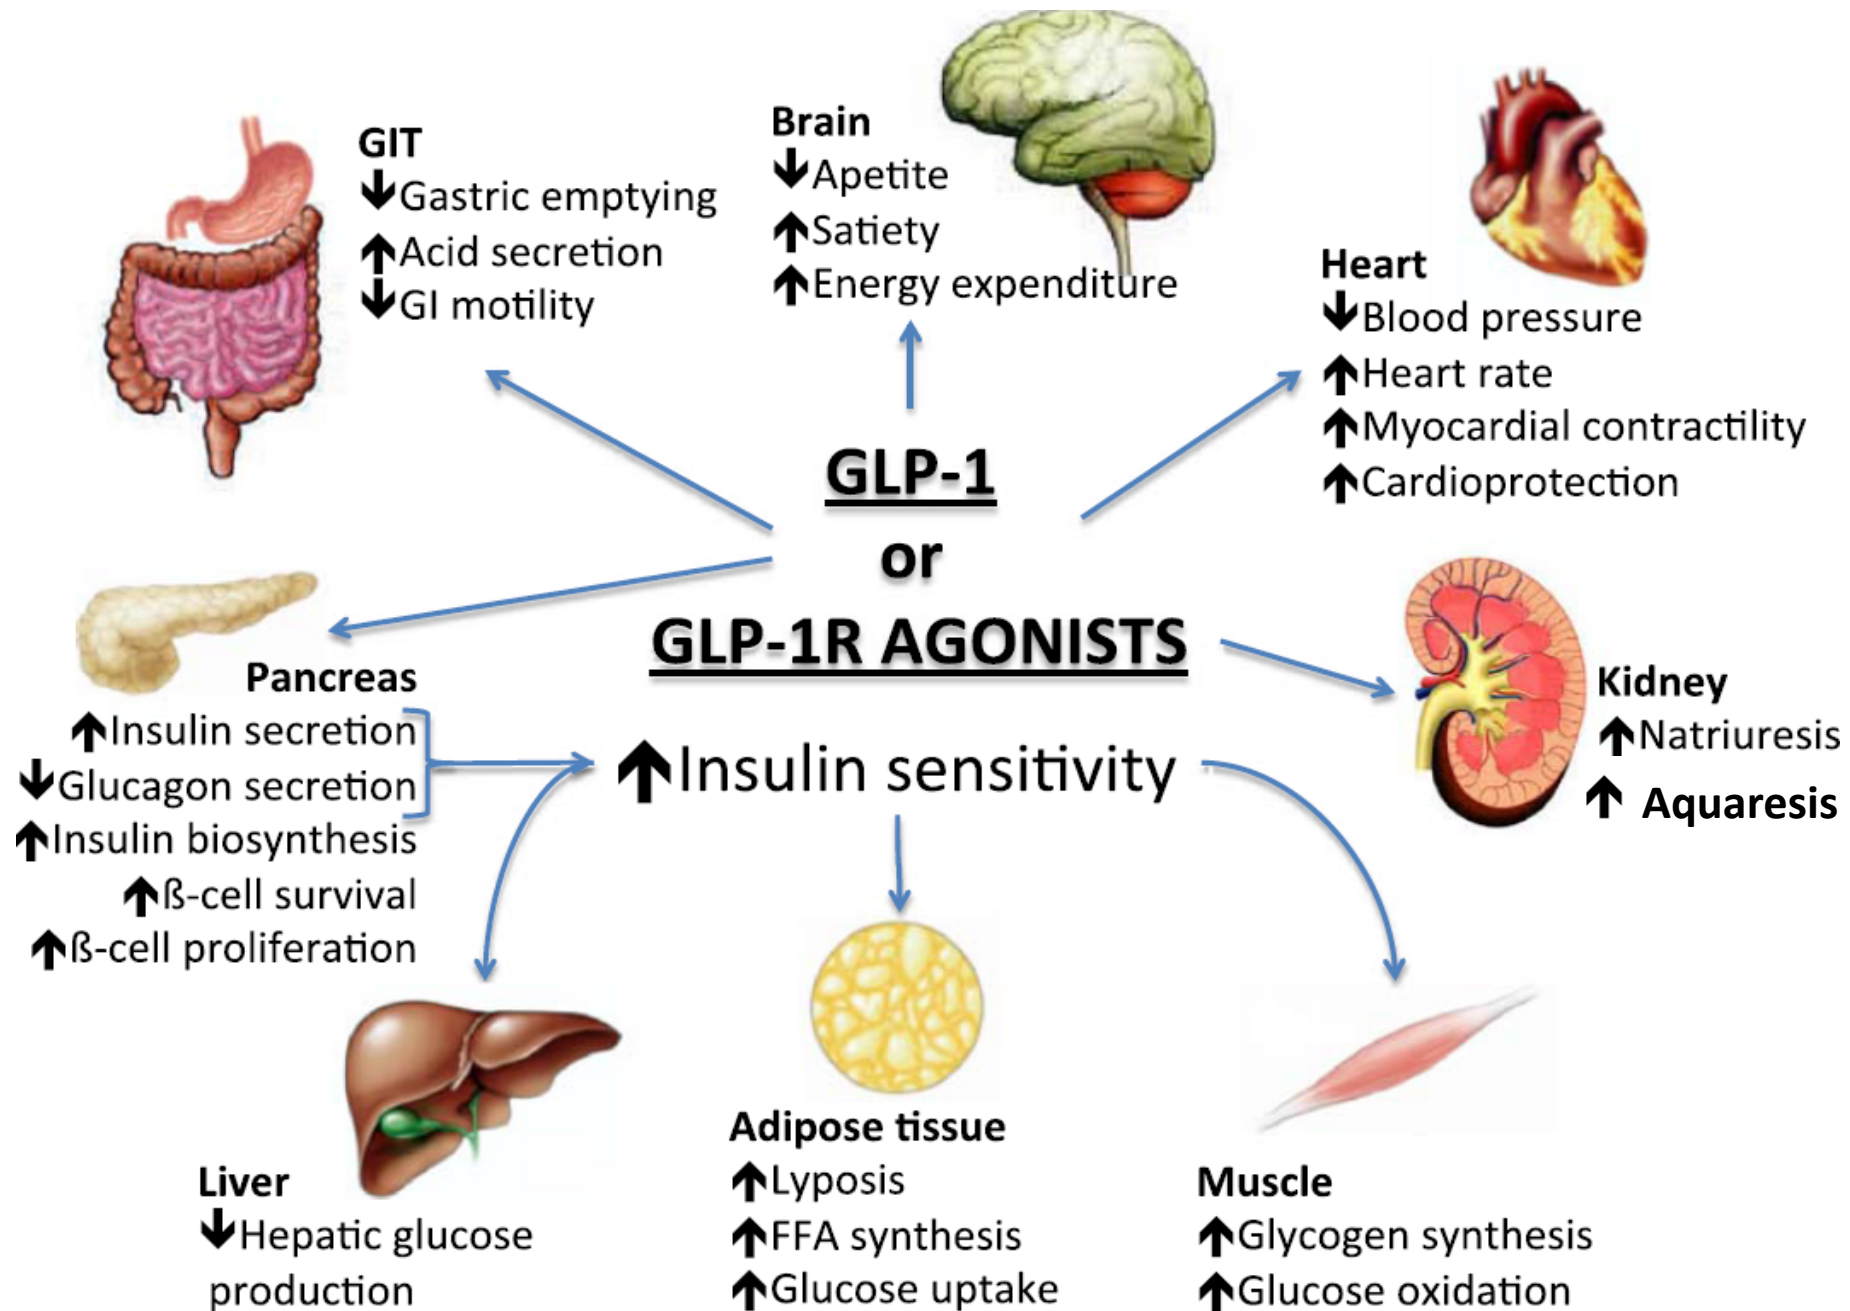 GIT
↓Gastric emptying
↑Acid secretion
↓GI motility
Brain
↓Apetite
↑Satiety
↑Energy expenditure
Heart
↓Blood pressure
↑Heart rate
↑Myocardial contractility
↑Cardioprotection
GLP-1
or
GLP-1R AGONISTS
↑Insulin sensitivity
Pancreas
↑Insulin secretion
↓Glucagon secretion
↑Insulin biosynthesis
↑ß-cell survival
↑ß-cell proliferation
Kidney
↑Natriuresis
↑ Aquaresis
Liver
↓Hepatic glucose
production
Adipose tissue
↑Lyposis
↑FFA synthesis
↑Glucose uptake
Muscle
↑Glycogen synthesis
↑Glucose oxidation